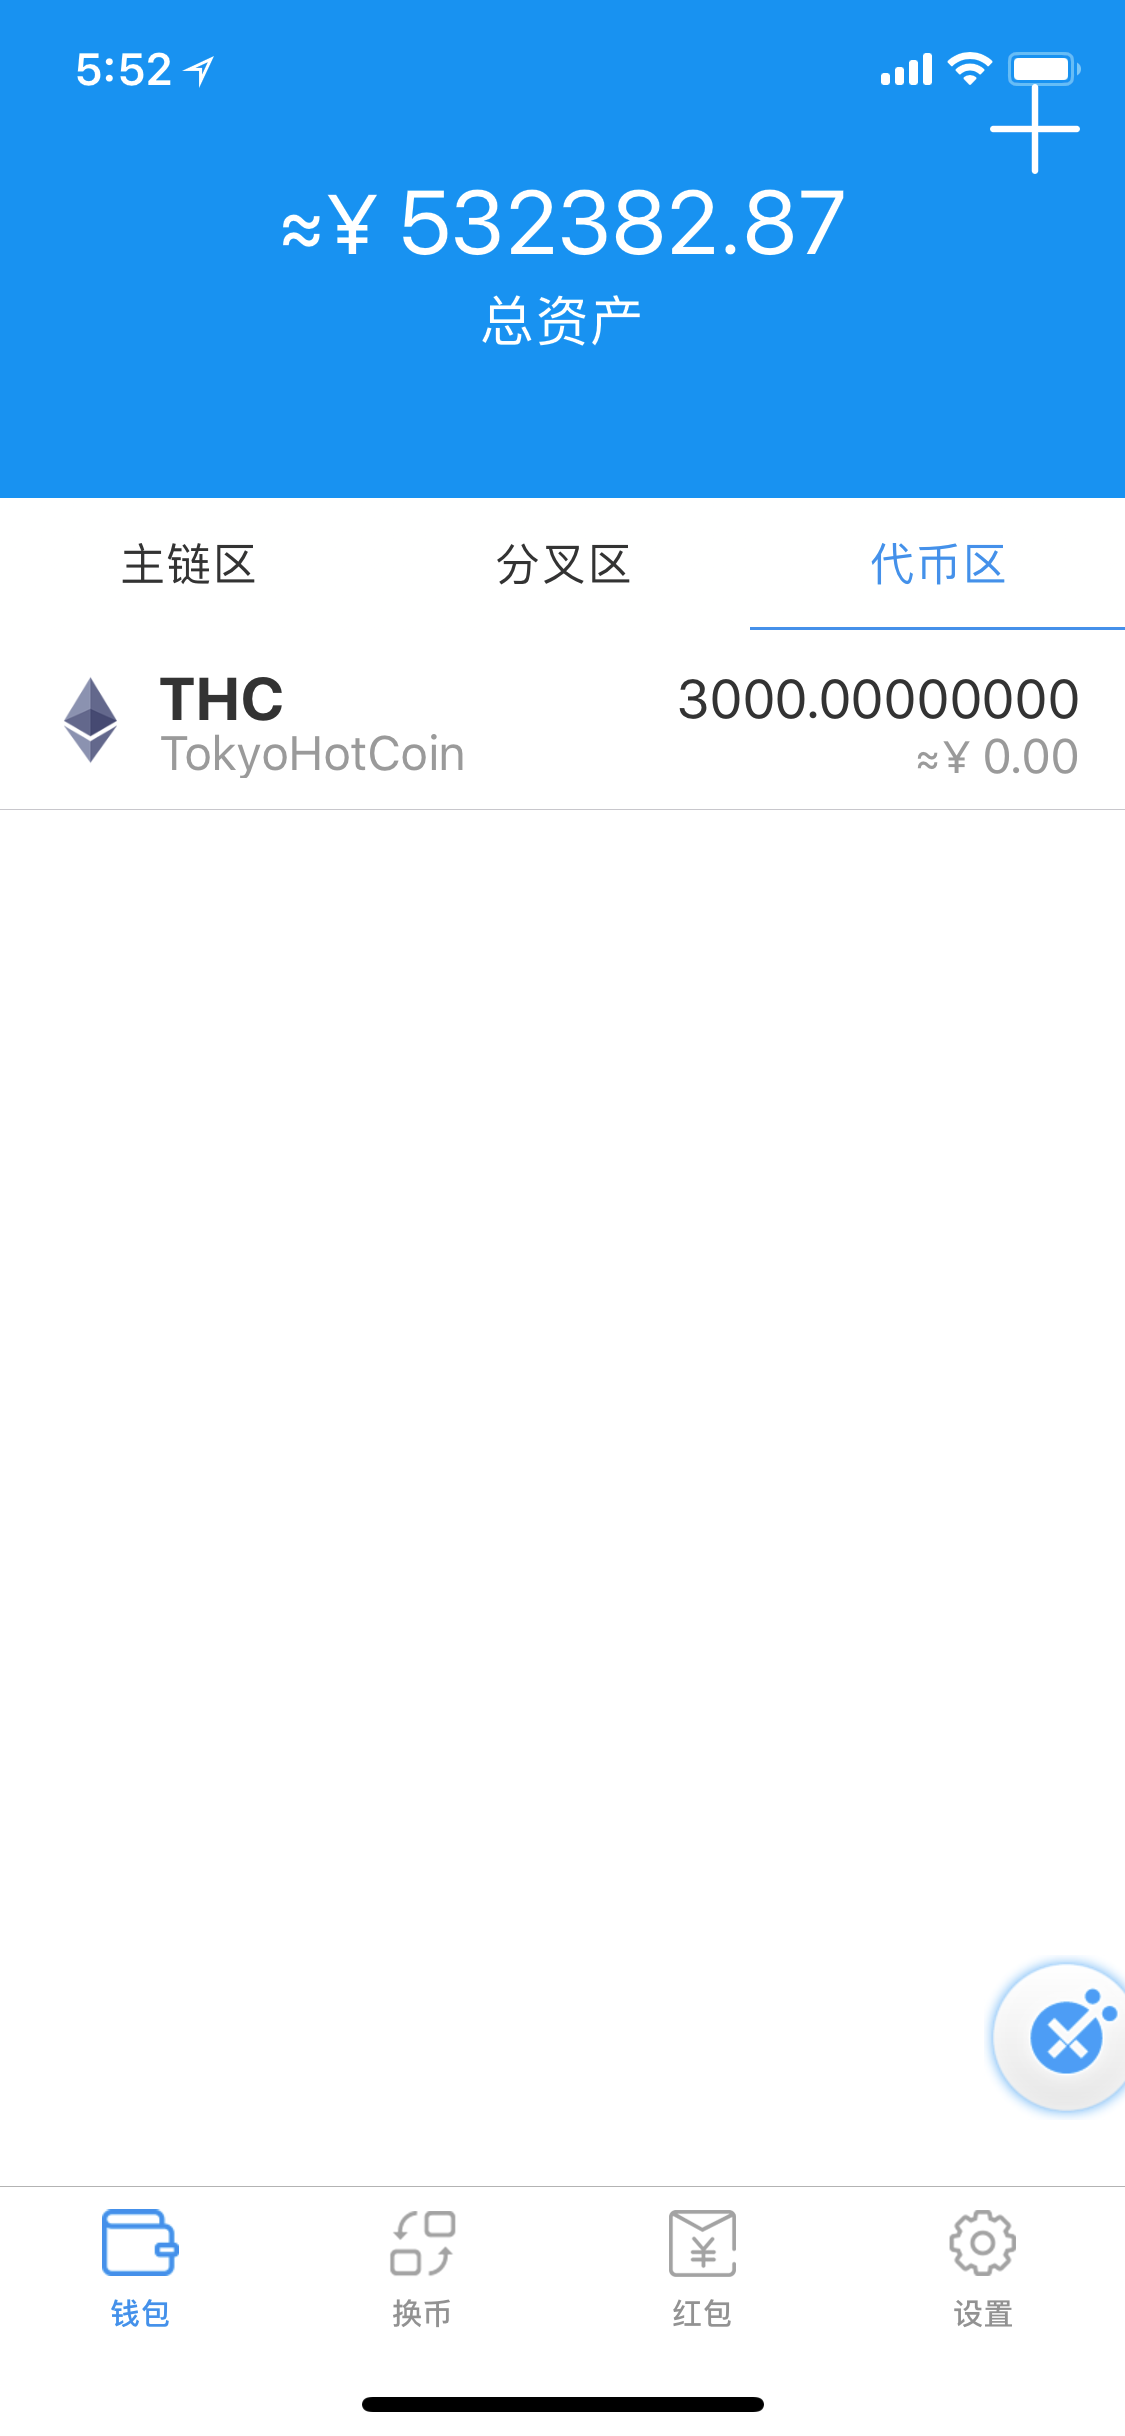 5:52
≈¥ 532382.87
总资产
主链区 分叉区 代币区
THC 3000.00000000
TokyoHotCoin ≈¥ 0.00
钱包 换币 红包 设置